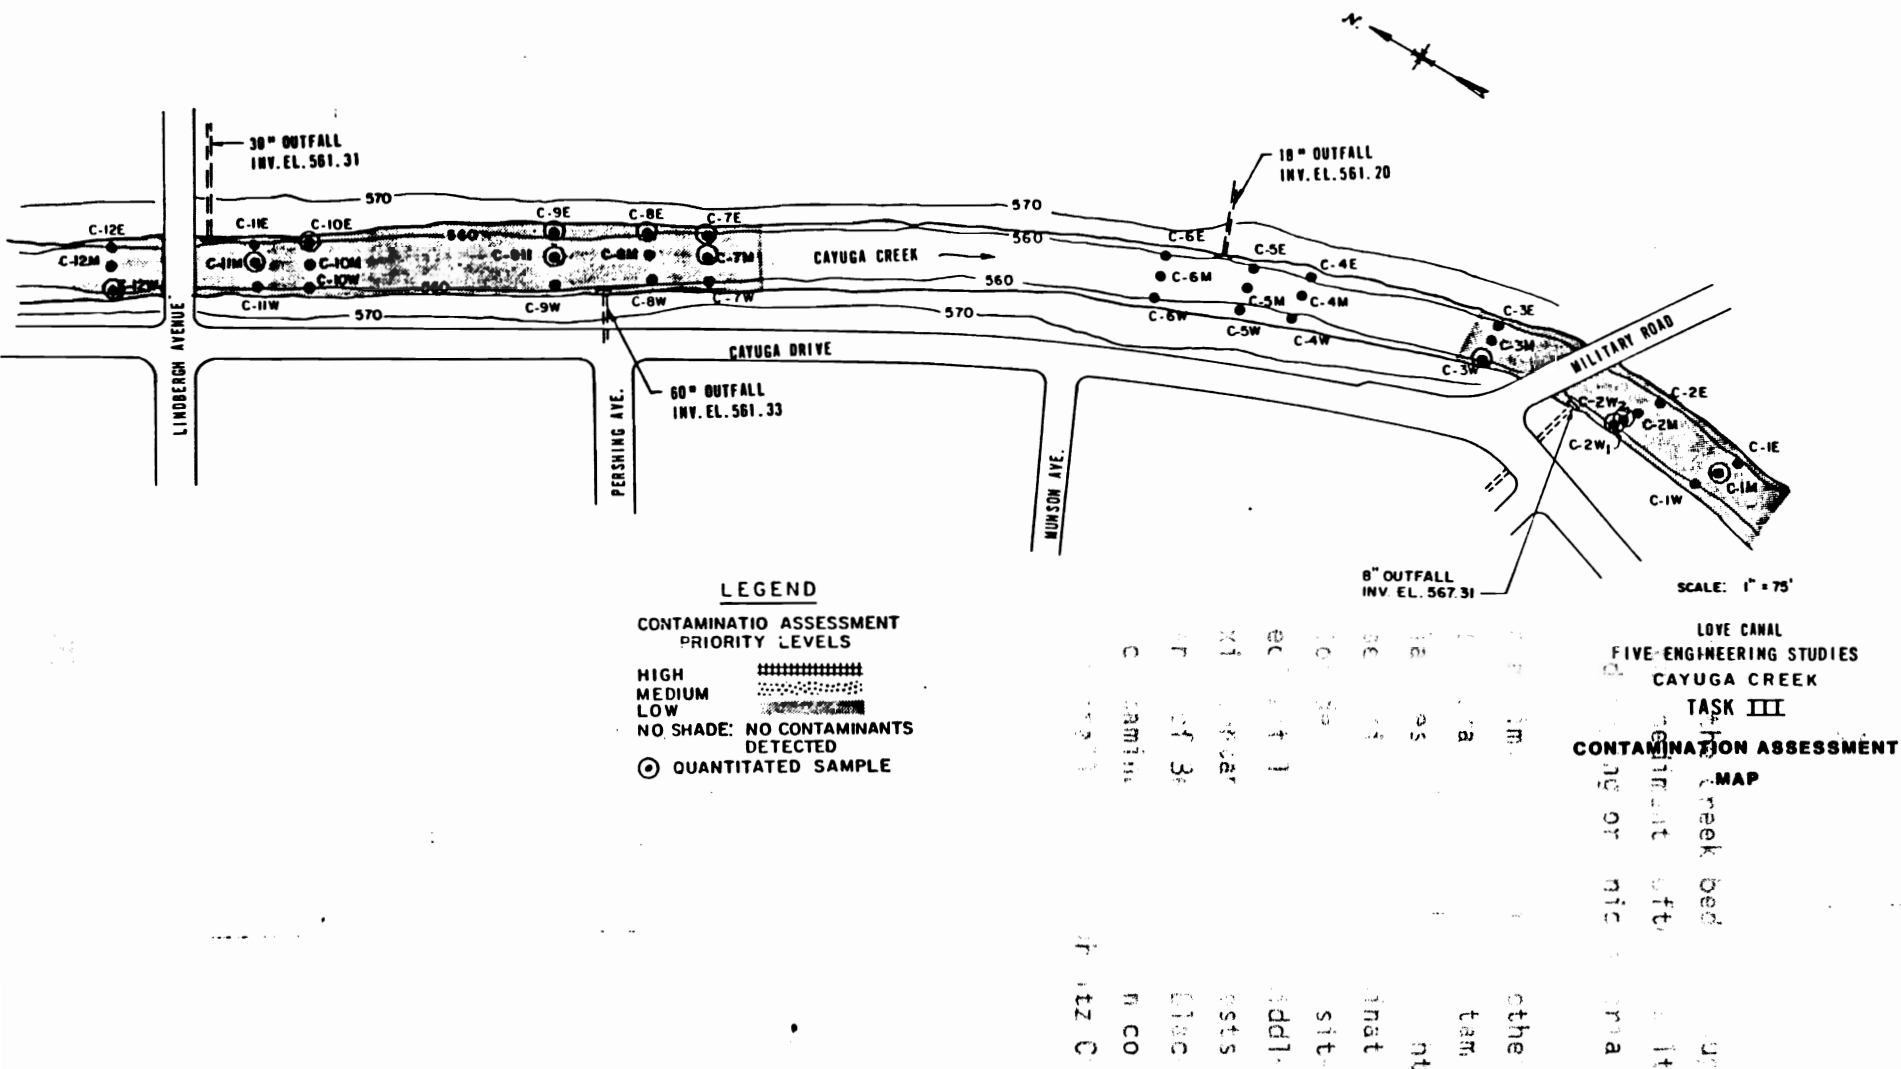 N.
30" OUTFALL
INV.EL.561.31
18" OUTFALL
INV.EL.561.20
570
570
C-12E
C-11E
C-10E
C-9E
C-8E
C-7E
560
560
C-6E
C-5E
C-4E
C-12M
C-11M
C-10M
C-8M
C-7M
CAYUGA CREEK
C-6M
C-5M
C-4M
C-12W
C-10W
560
560
C-11W
C-9W
C-8W
C-7W
C-6W
C-5W
C-4W
570
570
C-3E
C-3M
C-3W
MILITARY ROAD
CAYUGA DRIVE
LINDBERGH AVENUE
PERSHING AVE.
MUNSON AVE.
60" OUTFALL
INV.EL.561.33
C-2W2
C-2E
C-2M
C-2W1
C-1E
C-1M
C-1W
8" OUTFALL
INV. EL. 567.31
SCALE: 1" = 75'
LEGEND
CONTAMINATIO ASSESSMENT
PRIORITY LEVELS
HIGH
MEDIUM
LOW
NO SHADE: NO CONTAMINANTS
DETECTED
QUANTITATED SAMPLE
LOVE CANAL
FIVE ENGINEERING STUDIES
CAYUGA CREEK
TASK III
CONTAMINATION ASSESSMENT
MAP